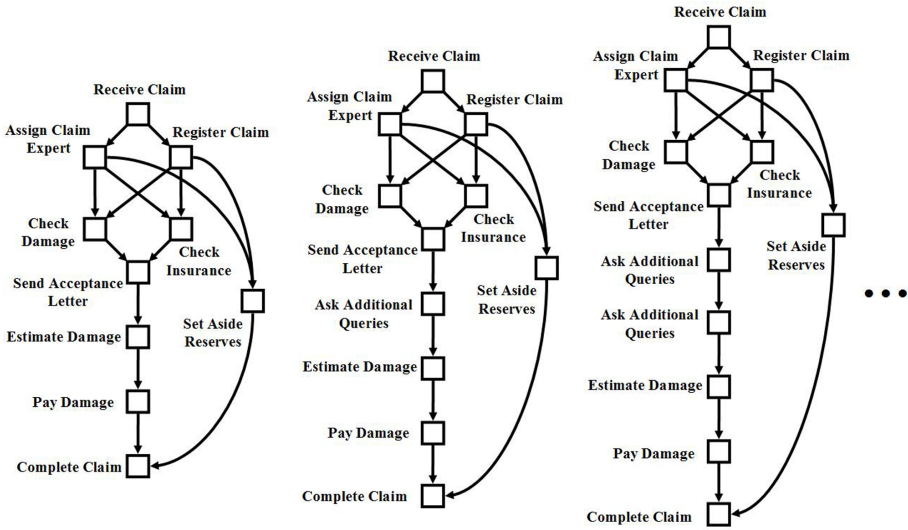 Receive Claim
Assign Claim
Expert
Register Claim
Check
Damage
Check
Insurance
Send Acceptance
Letter
Set Aside
Reserves
Estimate Damage
Pay Damage
Complete Claim
Receive Claim
Assign Claim
Expert
Register Claim
Check
Damage
Check
Insurance
Send Acceptance
Letter
Ask Additional
Queries
Set Aside
Reserves
Estimate Damage
Pay Damage
Complete Claim
Receive Claim
Assign Claim
Expert
Register Claim
Check
Damage
Check
Insurance
Send Acceptance
Letter
Set Aside
Reserves
Ask Additional
Queries
Ask Additional
Queries
Estimate Damage
Pay Damage
Complete Claim
...